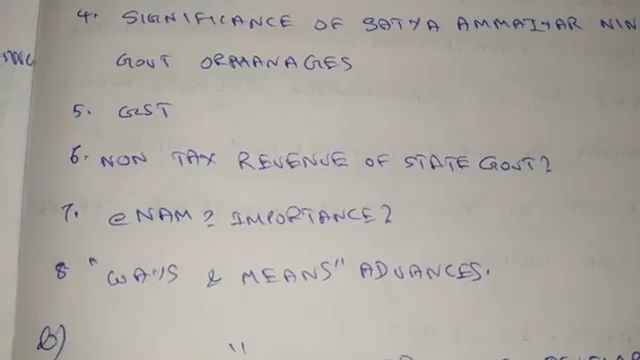 4. SIGNIFICANCE OF SATYA AMMAIYAR NIN
GOVT ORPHANAGES
5. GST
6. NON TAX REVENUE OF STATE GOVT?
7. eNAM? IMPORTANCE?
8 "WAYS & MEANS" ADVANCES.
b)
"